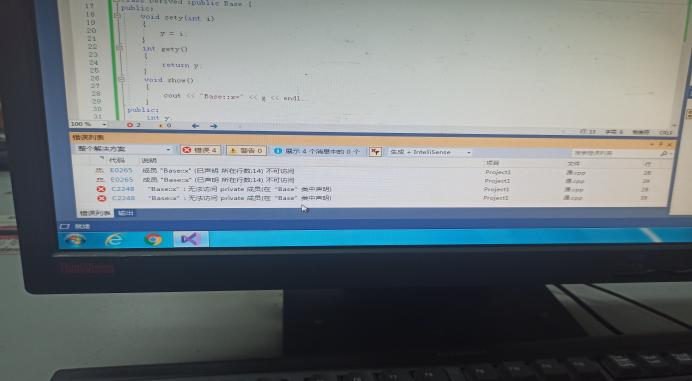 class Derived :public Base {
17 public:
18 void sety(int i)
19 {
20 y = i;
21 }
22 int gety()
23 {
24 return y;
25 }
26 void show()
27 {
28 cout << "Base::x=" << x << endl
29 }
30 public:
31 int y;
100 %
2
0
行: 13
CRLF
错误列表
整个解决方案
错误 4
警告 0
展示 4 个消息中的 0 个
生成 + IntelliSense
搜索错误列表
代码 说明 项目 文件 行
E0265 成员 "Base::x" (已声明 所在行数:14) 不可访问 Project1 源.cpp 28
E0265 成员 "Base::x" (已声明 所在行数:14) 不可访问 Project1 源.cpp
C2248 "Base::x": 无法访问 private 成员(在 "Base" 类中声明) Project1 源.cpp 28
C2248 "Base::x": 无法访问 private 成员(在 "Base" 类中声明) Project1 源.cpp
错误列表 输出
就绪
ThinkVision